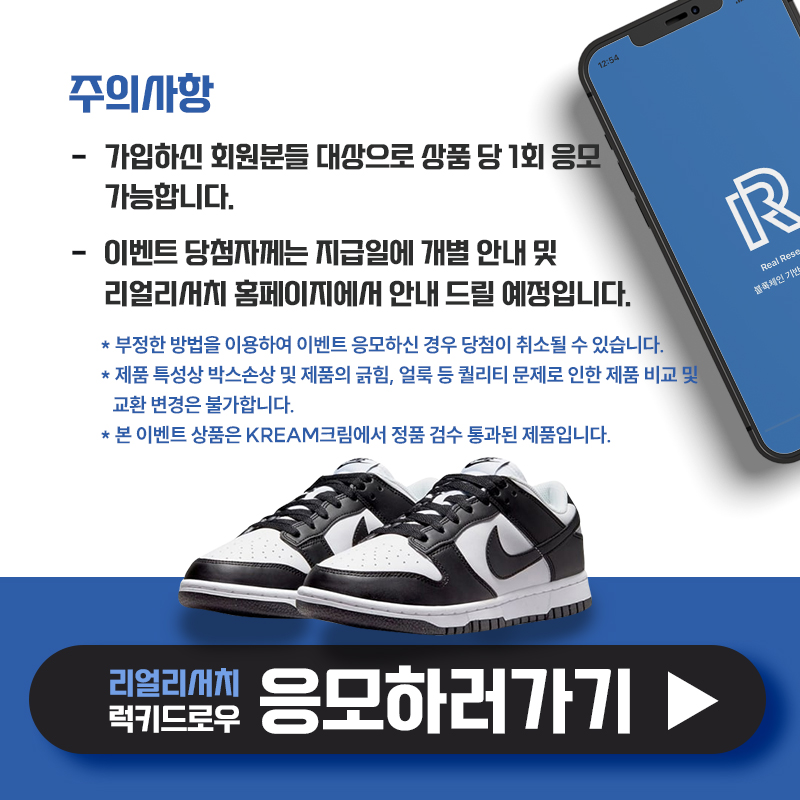 12:54
주의사항
- 가입하신 회원분들 대상으로 상품 당 1회 응모
가능합니다.
- 이벤트 당첨자께는 지급일에 개별 안내 및
리얼리서치 홈페이지에서 안내 드릴 예정입니다.
Real Rese
블록체인 기반
* 부정한 방법을 이용하여 이벤트 응모하신 경우 당첨이 취소될 수 있습니다.
* 제품 특성상 박스손상 및 제품의 긁힘, 얼룩 등 퀄리티 문제로 인한 제품 비교 및
교환 변경은 불가합니다.
* 본 이벤트 상품은 KREAM크림에서 정품 검수 통과된 제품입니다.
리얼리서치
럭키드로우
응모하러가기